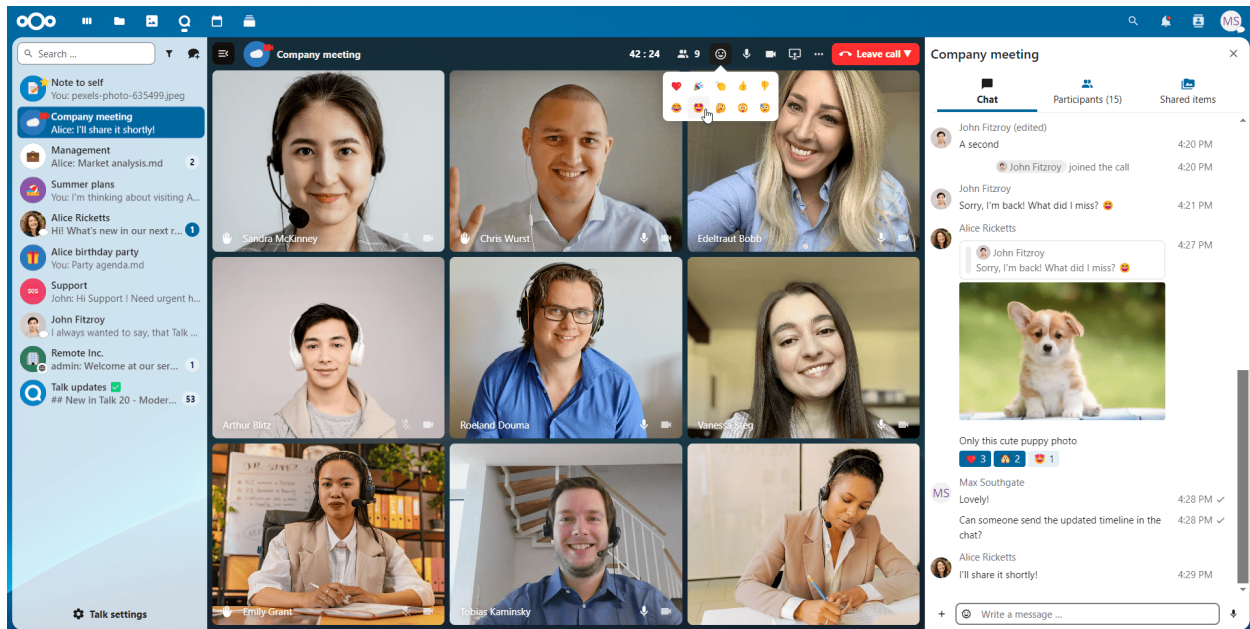 MS
Search ...
Note to self
You: pexels-photo-635499.jpeg
Company meeting
Alice: I'll share it shortly!
Management
Alice: Market analysis.md
2
Summer plans
You: I'm thinking about visiting A...
Alice Ricketts
Hi! What's new in our next r...
1
Alice birthday party
You: Party agenda.md
SOS
Support
John: Hi Support ! Need urgent h...
John Fitzroy
I always wanted to say, that Talk ...
Remote Inc.
admin: Welcome at our ser...
1
Talk updates ✅
## New in Talk 20 - Moder...
53
Talk settings
Company meeting
42 : 24
9
Leave call
Sandra McKinney
Chris Wurst
Edeltraut Bobb
Arthur Blitz
Roeland Douma
Vanessa Steg
Emily Grant
Tobias Kaminsky
Company meeting
Chat
Participants (15)
Shared items
John Fitzroy (edited)
A second
4:20 PM
John Fitzroy joined the call
4:20 PM
John Fitzroy
Sorry, I'm back! What did I miss? 😀
4:21 PM
Alice Ricketts
John Fitzroy
Sorry, I'm back! What did I miss? 😀
4:27 PM
Only this cute puppy photo
❤️ 3
2
😍 1
MS
Max Southgate
Lovely!
4:28 PM
Can someone send the updated timeline in the
chat?
4:28 PM
Alice Ricketts
I'll share it shortly!
4:29 PM
Write a message ...